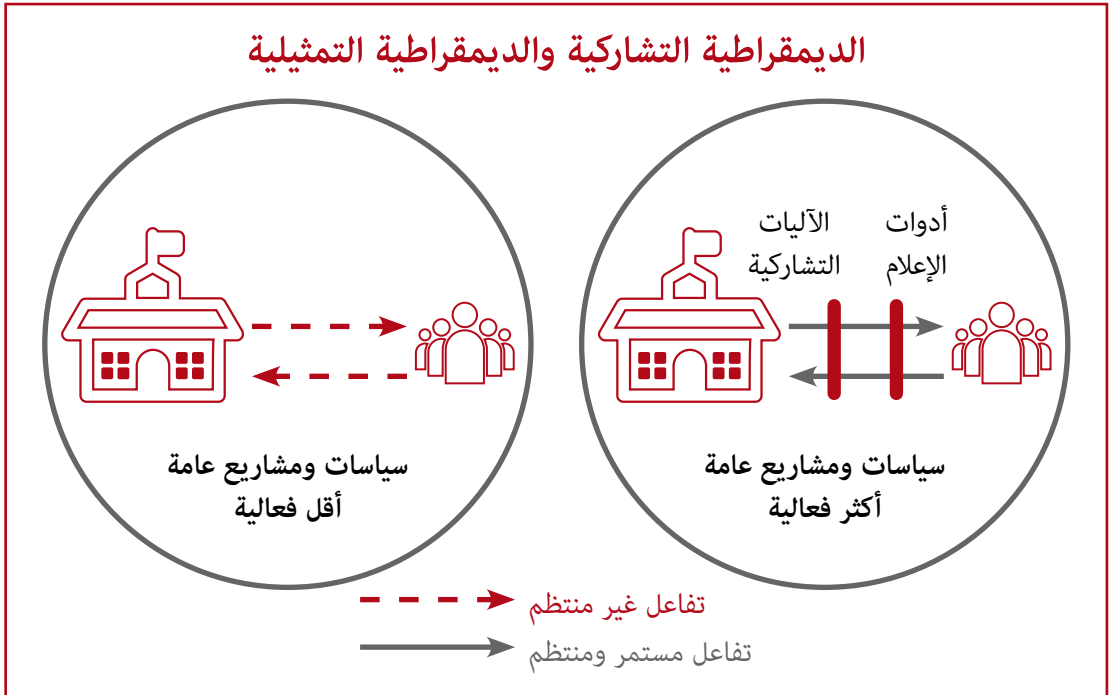 الديمقراطية التشاركية والديمقراطية التمثيلية
أدوات
الإعلام
الآليات
التشاركية
سياسات ومشاريع عامة
أكثر فعالية
سياسات ومشاريع عامة
أقل فعالية
تفاعل غير منتظم
تفاعل مستمر ومنتظم